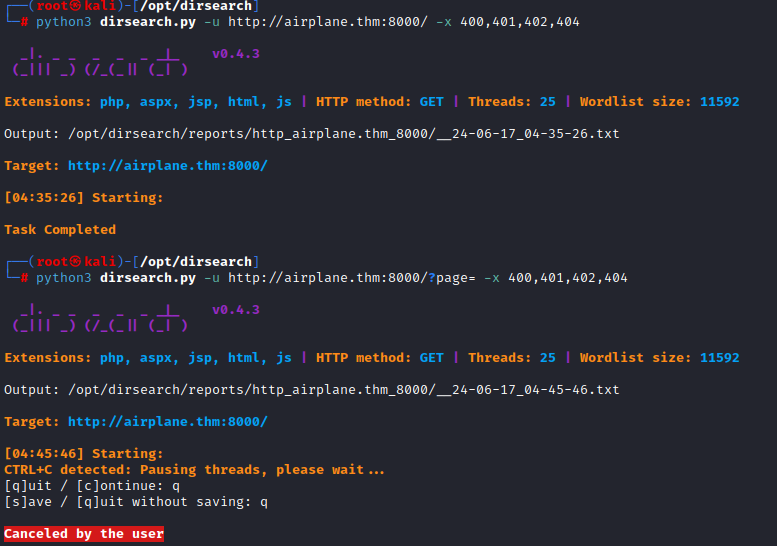 ┌──(root㉿kali)-[/opt/dirsearch]
└─# python3 dirsearch.py -u http://airplane.thm:8000/ -x 400,401,402,404
  _|. _ _  _  _  _ _|_    v0.4.3
 (_||| _) (/_(_|| (_| )
Extensions: php, aspx, jsp, html, js | HTTP method: GET | Threads: 25 | Wordlist size: 11592
Output: /opt/dirsearch/reports/http_airplane.thm_8000/__24-06-17_04-35-26.txt
Target: http://airplane.thm:8000/
[04:35:26] Starting:
Task Completed
┌──(root㉿kali)-[/opt/dirsearch]
└─# python3 dirsearch.py -u http://airplane.thm:8000/?page= -x 400,401,402,404
  _|. _ _  _  _  _ _|_    v0.4.3
 (_||| _) (/_(_|| (_| )
Extensions: php, aspx, jsp, html, js | HTTP method: GET | Threads: 25 | Wordlist size: 11592
Output: /opt/dirsearch/reports/http_airplane.thm_8000/__24-06-17_04-45-46.txt
Target: http://airplane.thm:8000/
[04:45:46] Starting:
CTRL+C detected: Pausing threads, please wait...
[q]uit / [c]ontinue: q
[s]ave / [q]uit without saving: q
Canceled by the user